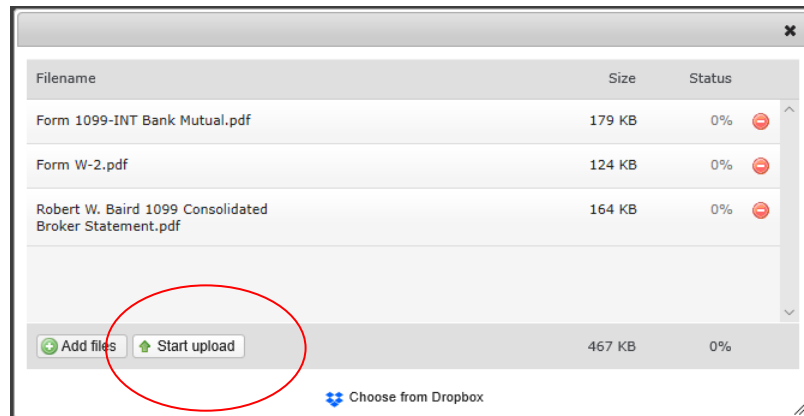 Filename Size Status
Form 1099-INT Bank Mutual.pdf 179 KB 0%
Form W-2.pdf 124 KB 0%
Robert W. Baird 1099 Consolidated 164 KB 0%
Broker Statement.pdf
Add files Start upload 467 KB 0%
Choose from Dropbox